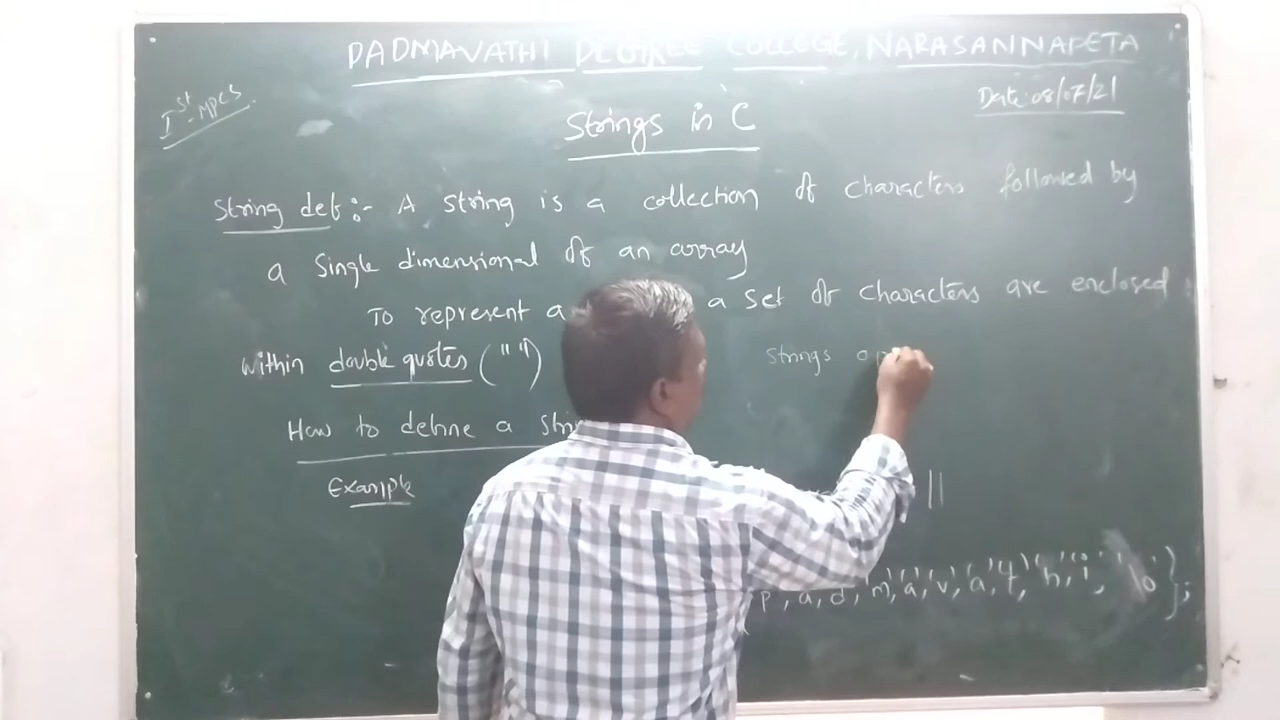 PADMAVATHI DEGREE COLLEGE, NARASANNAPETA
Ist MPCS
Date: 08/07/21
Strings in C
String def :- A string is a collection of characters followed by
a Single dimensional of an array
To represent a a set of characters are enclosed
within double quotes (" ")
Strings
How to define a
Example
||
p, a, d, m, 'a', 'v', 'a', 't', 'h', 'i', '\0' };